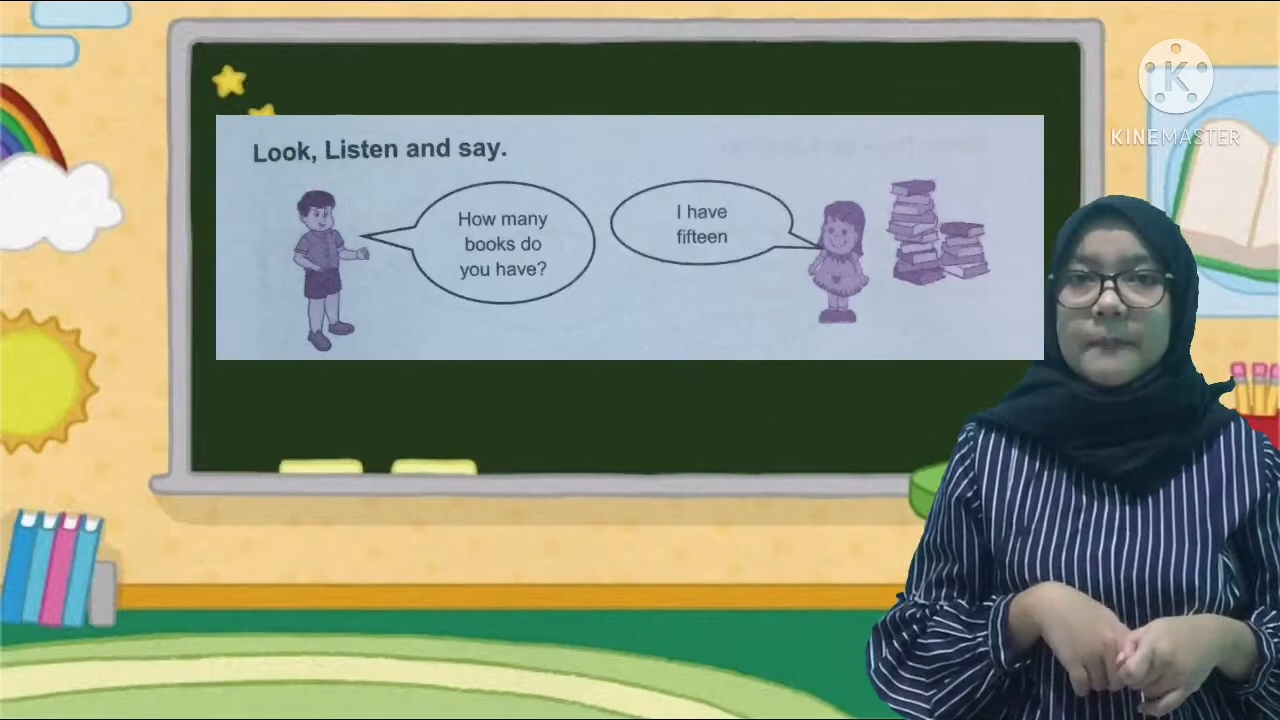 Look, Listen and say.
How many
books do
you have?
I have
fifteen
K
KINEMASTER